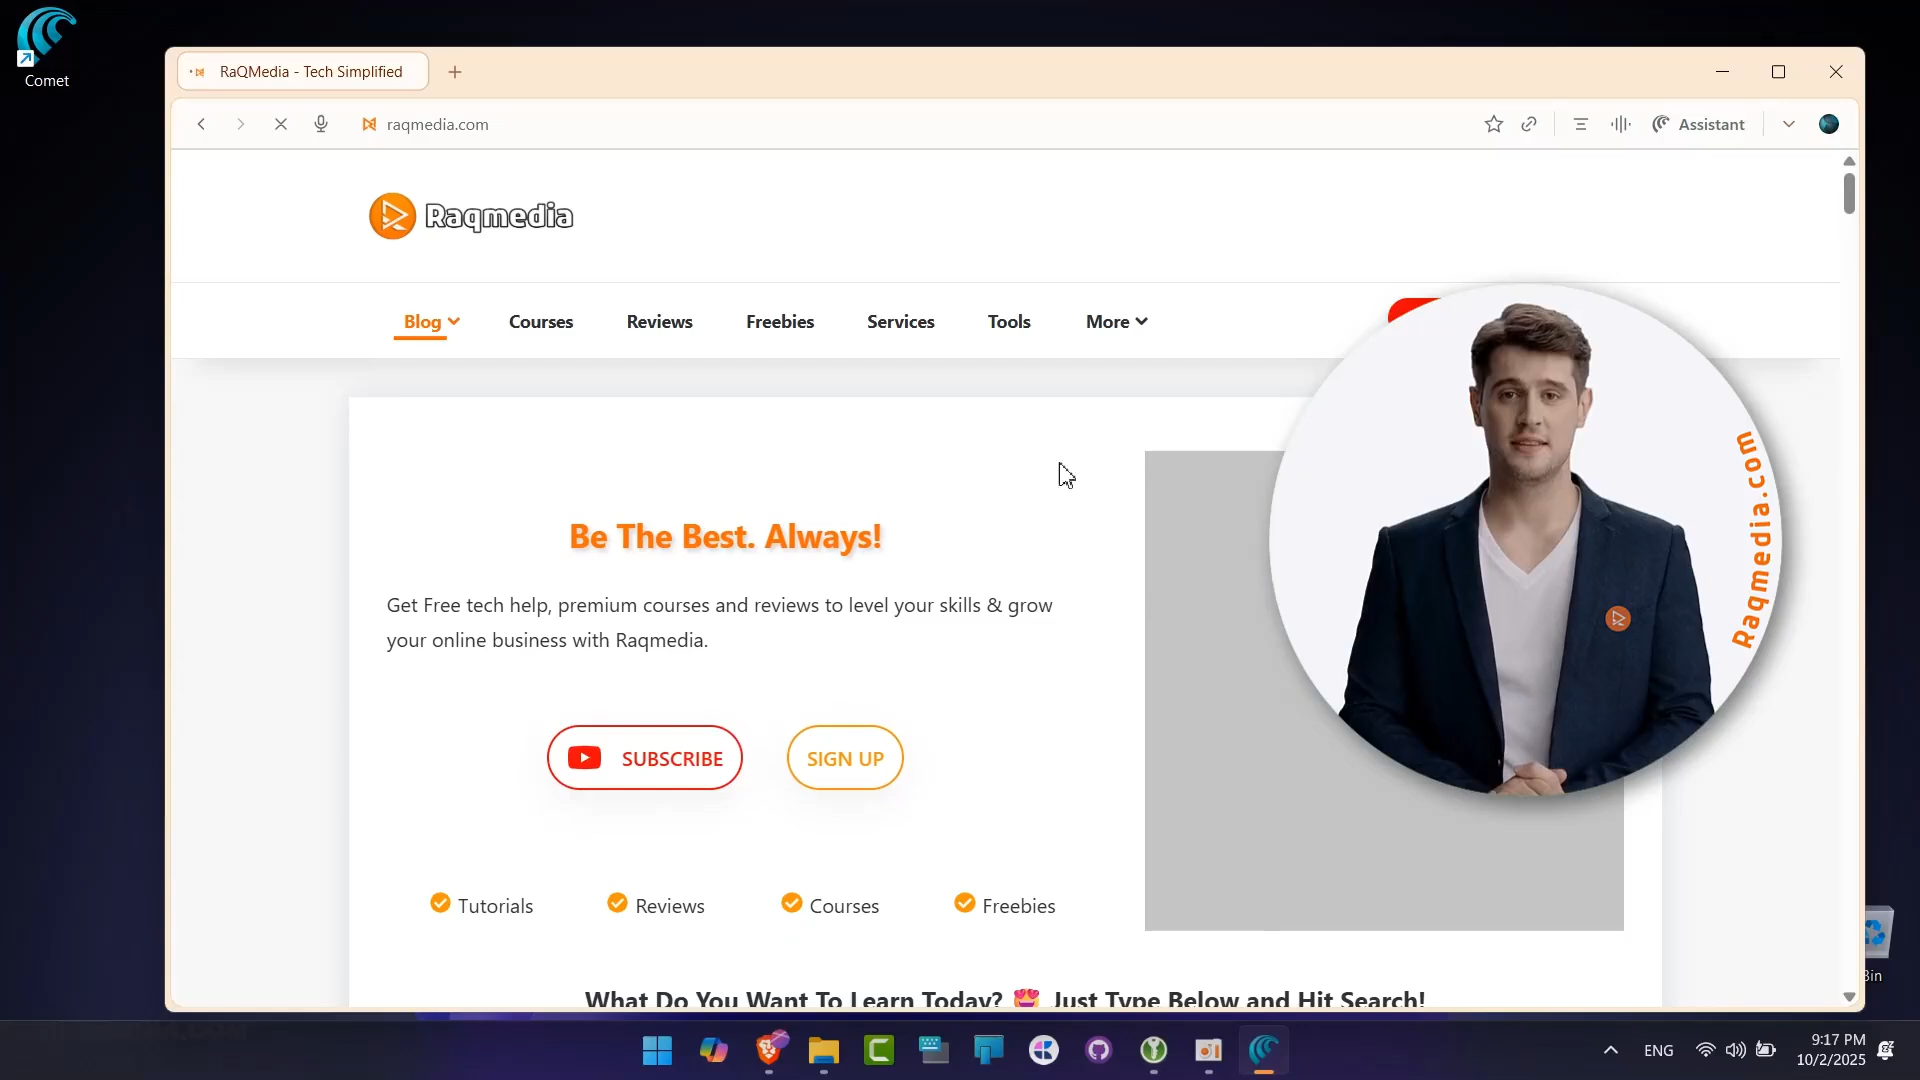 Comet
RaQMedia - Tech Simplified
raqmedia.com
Assistant
Raqmedia
Blog
Courses
Reviews
Freebies
Services
Tools
More
Raqmedia.com
Be The Best. Always!
Get Free tech help, premium courses and reviews to level your skills & grow
your online business with Raqmedia.
SUBSCRIBE
SIGN UP
Tutorials
Reviews
Courses
Freebies
What Do You Want To Learn Today? 😍 Just Type Below and Hit Search!
Bin
ENG
9:17 PM
10/2/2025